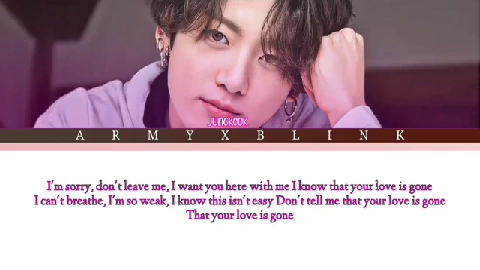 JUNGKOOK
A R M Y X B L I N K
I'm sorry, don't leave me, I want you here with me I know that your love is gone
I can't breathe, I'm so weak, I know this isn't easy Don't tell me that your love is gone
That your love is gone